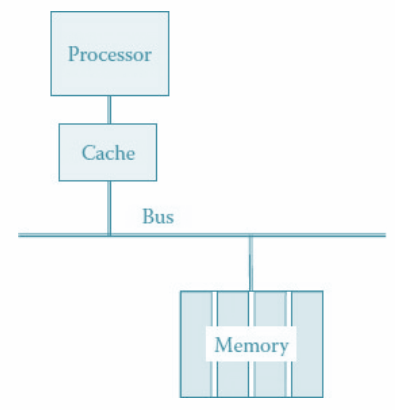 Processor
Cache
Bus
Memory